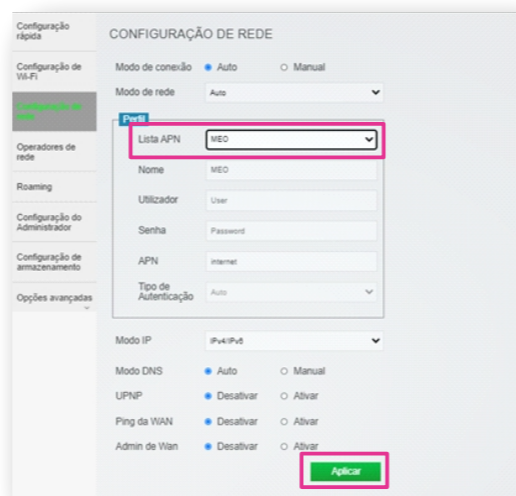 Configuração
rápida
CONFIGURAÇÃO DE REDE
Configuração de
Wi-Fi
Modo de conexão Auto Manual
Modo de rede Auto
Configuração de
rede
Perfil
Lista APN MEO
Operadores de
rede
Nome MEO
Roaming
Utilizador User
Configuração do
Administrador
Senha Password
Configuração de
armazenamento
APN internet
Tipo de
Autenticação Auto
Opções avançadas
Modo IP IPv4/IPv6
Modo DNS Auto Manual
UPNP Desativar Ativar
Ping da WAN Desativar Ativar
Admin de Wan Desativar Ativar
Aplicar